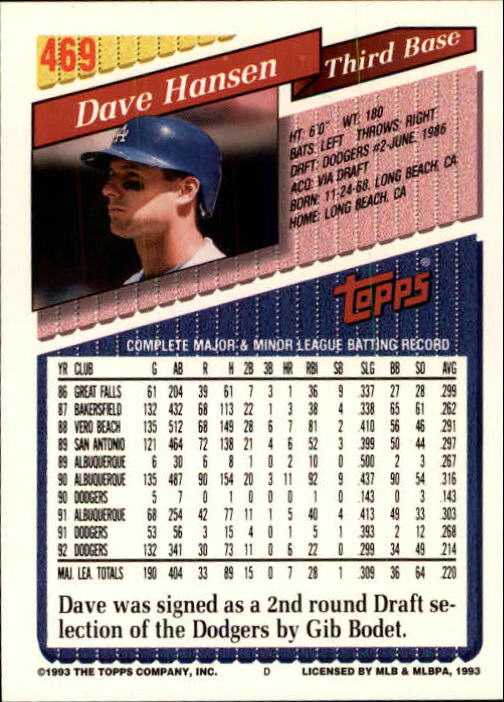 469
Dave Hansen
Third Base
HT: 6'0" WT: 180
BATS: LEFT THROWS: RIGHT
DRFT: DODGERS #2-JUNE, 1986
ACQ: VIA DRAFT
BORN: 11-24-68, LONG BEACH, CA
HOME: LONG BEACH, CA
LA
TOPPS®
COMPLETE MAJOR & MINOR LEAGUE BATTING RECORD
YR CLUB G AB R H 2B 3B HR RBI SB SLG BB SO AVG
86 GREAT FALLS 61 204 39 61 7 3 1 36 9 .337 27 28 .299
87 BAKERSFIELD 132 432 68 113 22 1 3 38 4 .338 65 61 .262
88 VERO BEACH 135 512 68 149 28 6 7 81 2 .410 56 46 .291
89 SAN ANTONIO 121 464 72 138 21 4 6 52 3 .399 50 44 .297
89 ALBUQUERQUE 6 30 6 8 1 0 2 10 0 .500 2 3 .267
90 ALBUQUERQUE 135 487 90 154 20 3 11 92 9 .437 90 54 .316
90 DODGERS 5 7 0 1 0 0 0 1 0 .143 0 3 .143
91 ALBUQUERQUE 68 254 42 77 11 1 5 40 4 .413 49 33 .303
91 DODGERS 53 56 3 15 4 0 1 5 1 .393 2 12 .268
92 DODGERS 132 341 30 73 11 0 6 22 0 .299 34 49 .214
MAJ. LEA. TOTALS 190 404 33 89 15 0 7 28 1 .309 36 64 .220
Dave was signed as a 2nd round Draft se-
lection of the Dodgers by Gib Bodet.
©1993 THE TOPPS COMPANY, INC. D LICENSED BY MLB & MLBPA, 1993